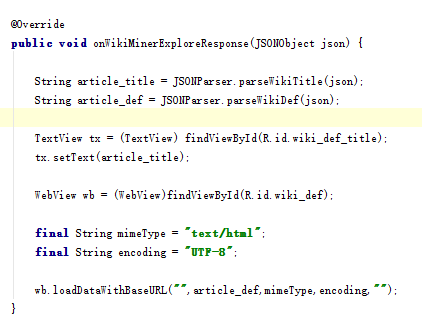 @Override
public void onWikiMinerExploreResponse(JSONObject json) {
String article_title = JSONParser.parseWikiTitle(json);
String article_def = JSONParser.parseWikiDef(json);
TextView tx = (TextView) findViewById(R.id.wiki_def_title);
tx.setText(article_title);
WebView wb = (WebView)findViewById(R.id.wiki_def);
final String mimeType = "text/html";
final String encoding = "UTF-8";
wb.loadDataWithBaseURL("",article_def,mimeType,encoding,"");
}